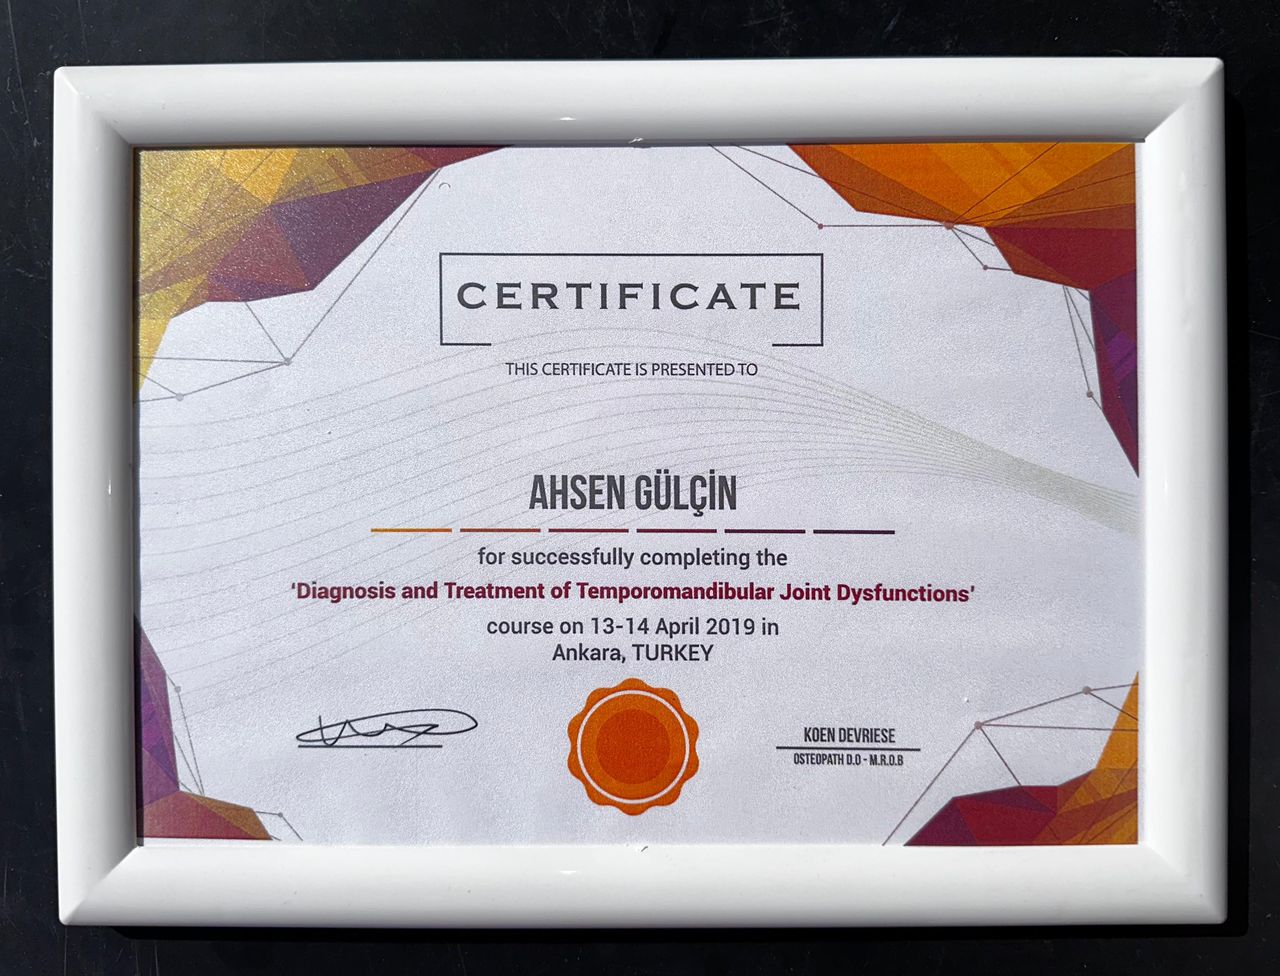 CERTIFICATE
THIS CERTIFICATE IS PRESENTED TO
AHSEN GÜLÇİN
for successfully completing the
‘Diagnosis and Treatment of Temporomandibular Joint Dysfunctions’
course on 13-14 April 2019 in
Ankara, TURKEY
KOEN DEVRIESE
OSTEOPATH D.O - M.R.O.B